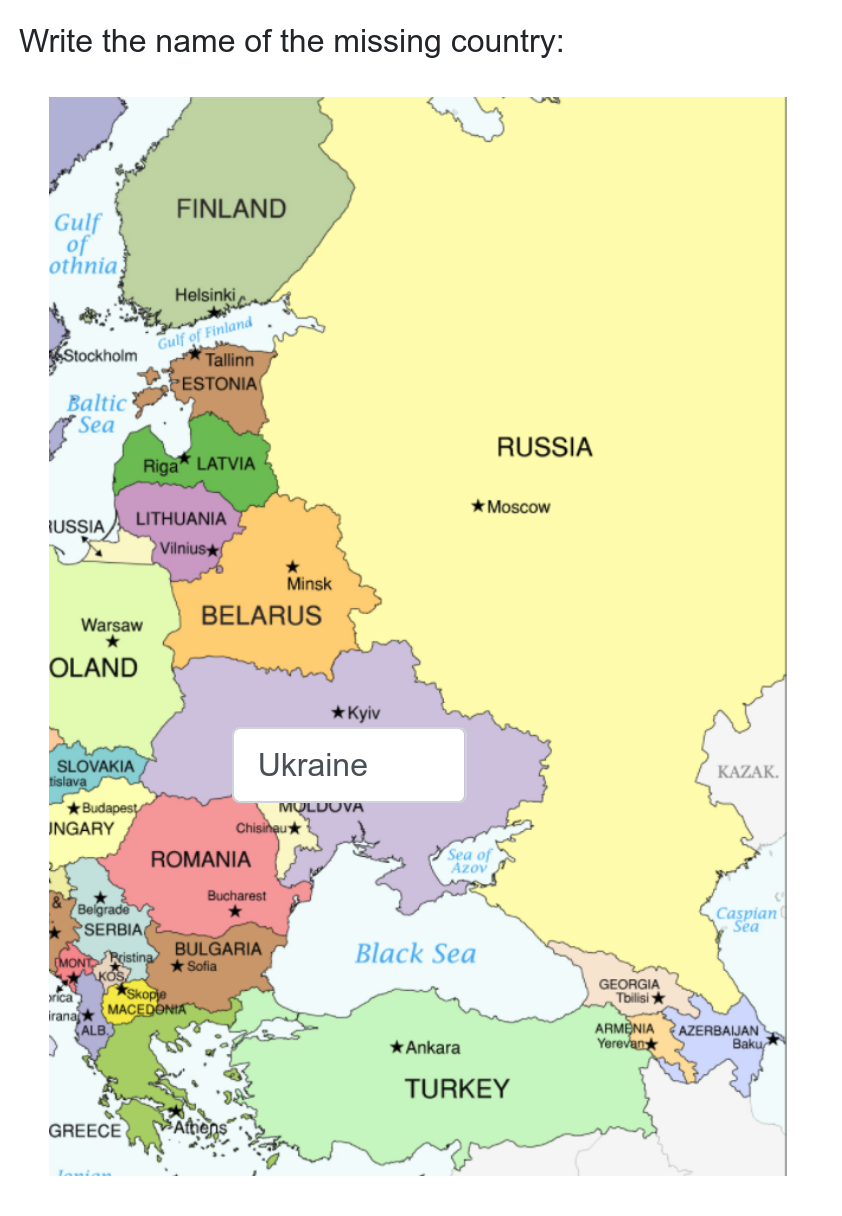 Write the name of the missing country:
FINLAND
Gulf
of
othnia
Helsinki
Gulf of Finland
Stockholm
Tallinn
ESTONIA
Baltic
Sea
RUSSIA
Riga LATVIA
Moscow
LITHUANIA
RUSSIA
Vilnius
Minsk
BELARUS
Warsaw
OLAND
Kyiv
Ukraine
SLOVAKIA
KAZAK.
tislava
Budapest
MOLDOVA
NGARY
Chisinau
ROMANIA
Sea of
Azov
Bucharest
&
Belgrade
Caspian
Sea
SERBIA
BULGARIA
Black Sea
Pristina
MONT.
Sofia
KOS.
GEORGIA
Tbilisi
rica
Skopje
MACEDONIA
irana
ALB.
ARMENIA
Yerevan
AZERBAIJAN
Baku
Ankara
TURKEY
GREECE
Athens
Ionian